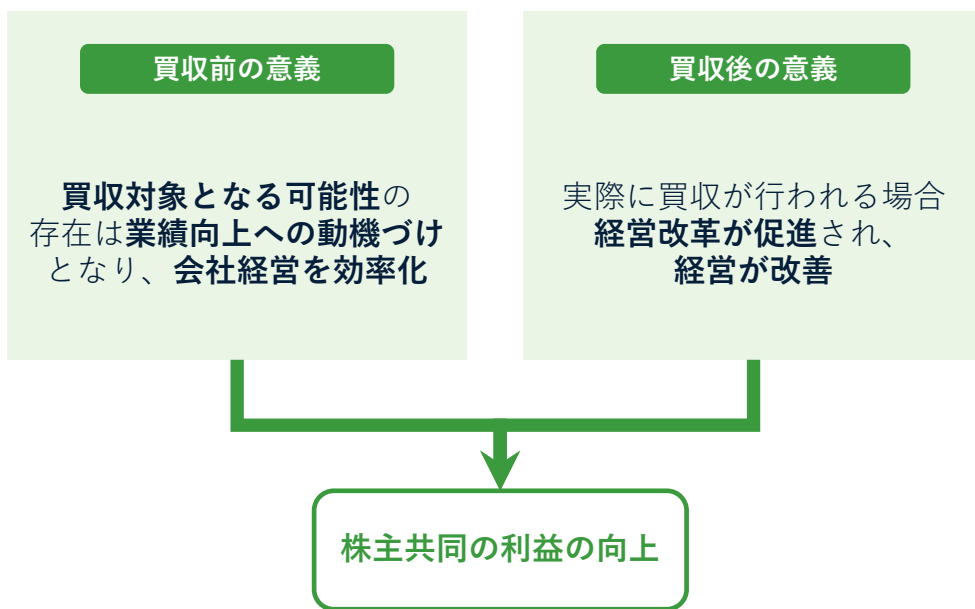 買収前の意義
買収対象となる可能性の
存在は業績向上への動機づけ
となり、会社経営を効率化
買収後の意義
実際に買収が行われる場合
経営改革が促進され、
経営が改善
株主共同の利益の向上